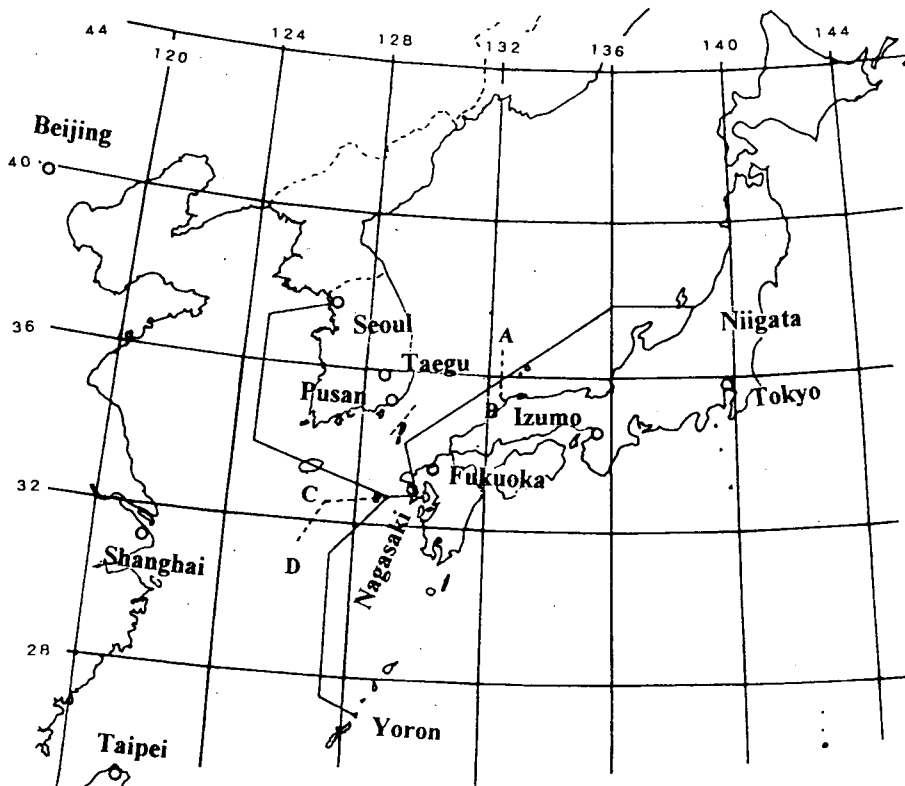 44
120
124
128
132
136
140
144
Beijing
40
Seoul
Niigata
36
A
Taegu
Pusan
B
Izumo
Tokyo
Fukuoka
32
C
Nagasaki
Shanghai
D
28
Yoron
Taipei